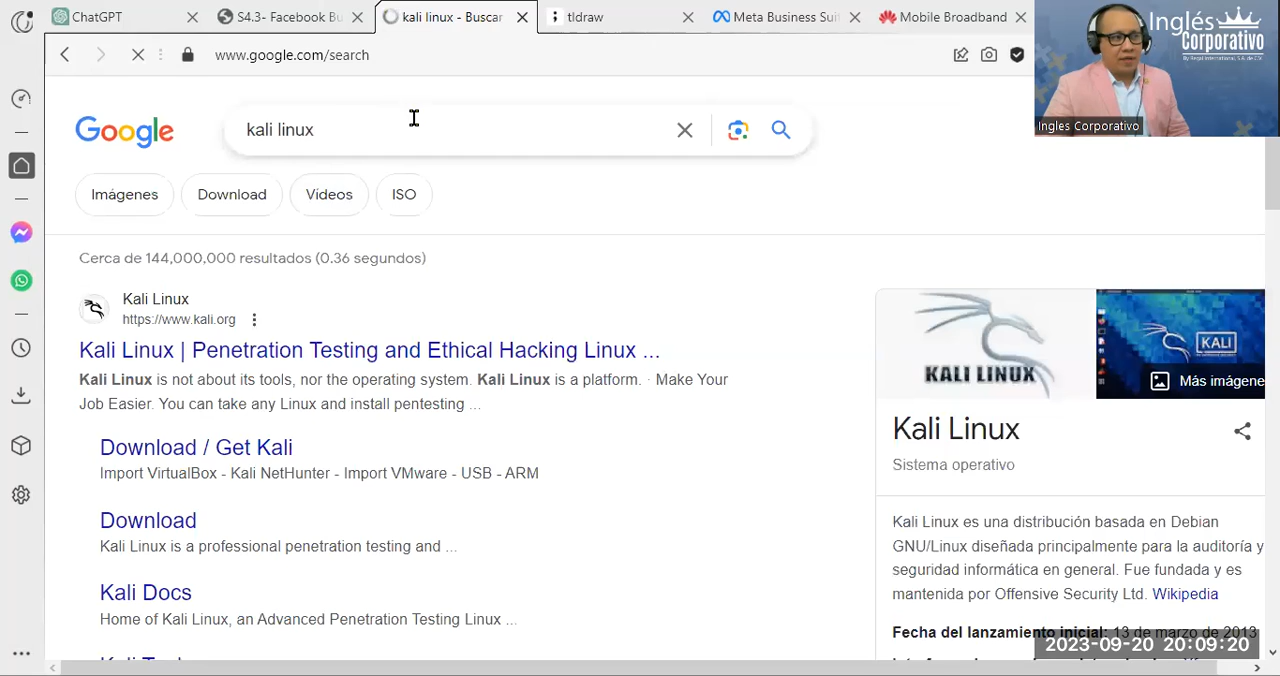 ChatGPT
S4.3- Facebook Bu
kali linux - Buscar
tldraw
Meta Business Sui
Mobile Broadband
www.google.com/search
Inglés
Corporativo
By Regal International, S.A. de C.V.
Ingles Corporativo
Google
kali linux
Imágenes
Download
Vídeos
ISO
Cerca de 144,000,000 resultados (0.36 segundos)
Kali Linux
https://www.kali.org
Kali Linux | Penetration Testing and Ethical Hacking Linux ...
Kali Linux is not about its tools, nor the operating system. Kali Linux is a platform. · Make Your
Job Easier. You can take any Linux and install pentesting ...
Download / Get Kali
Import VirtualBox - Kali NetHunter - Import VMware - USB - ARM
Download
Kali Linux is a professional penetration testing and ...
Kali Docs
Home of Kali Linux, an Advanced Penetration Testing Linux ...
KALI LINUX
KALI
Más imágene
Kali Linux
Sistema operativo
Kali Linux es una distribución basada en Debian
GNU/Linux diseñada principalmente para la auditoría y
seguridad informática en general. Fue fundada y es
mantenida por Offensive Security Ltd. Wikipedia
Fecha del lanzamiento inicial: 13 de marzo de 2013
2023-09-20 20:09:20